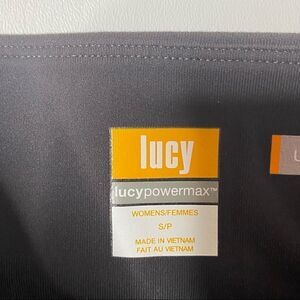 lucy
lucypowermax™
WOMENS/FEMMES
S/P
MADE IN VIETNAM
FAIT AU VIETNAM